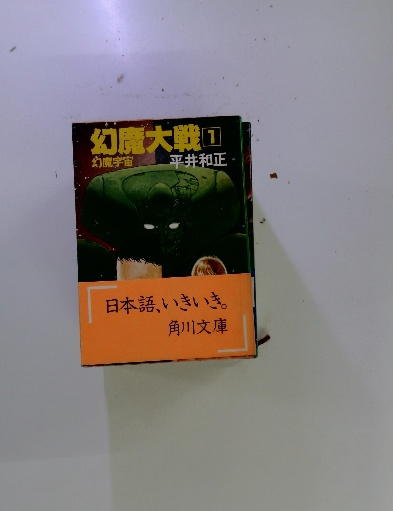 幻魔大戦1
幻魔宇宙
平井和正
日本語、いきいき。
角川文庫